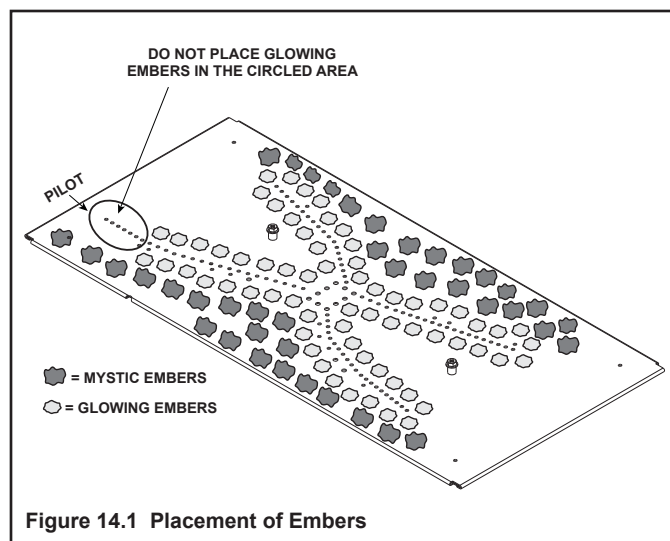 DO NOT PLACE GLOWING
EMBERS IN THE CIRCLED AREA
PILOT
= MYSTIC EMBERS
= GLOWING EMBERS
Figure 14.1 Placement of Embers